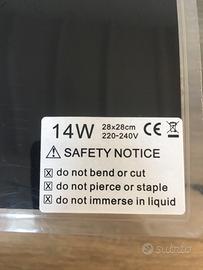 14W 28x28cm
220-240V CE
⚠ SAFETY NOTICE
☒ do not bend or cut
☒ do not pierce or staple
☒ do not immerse in liquid
subito